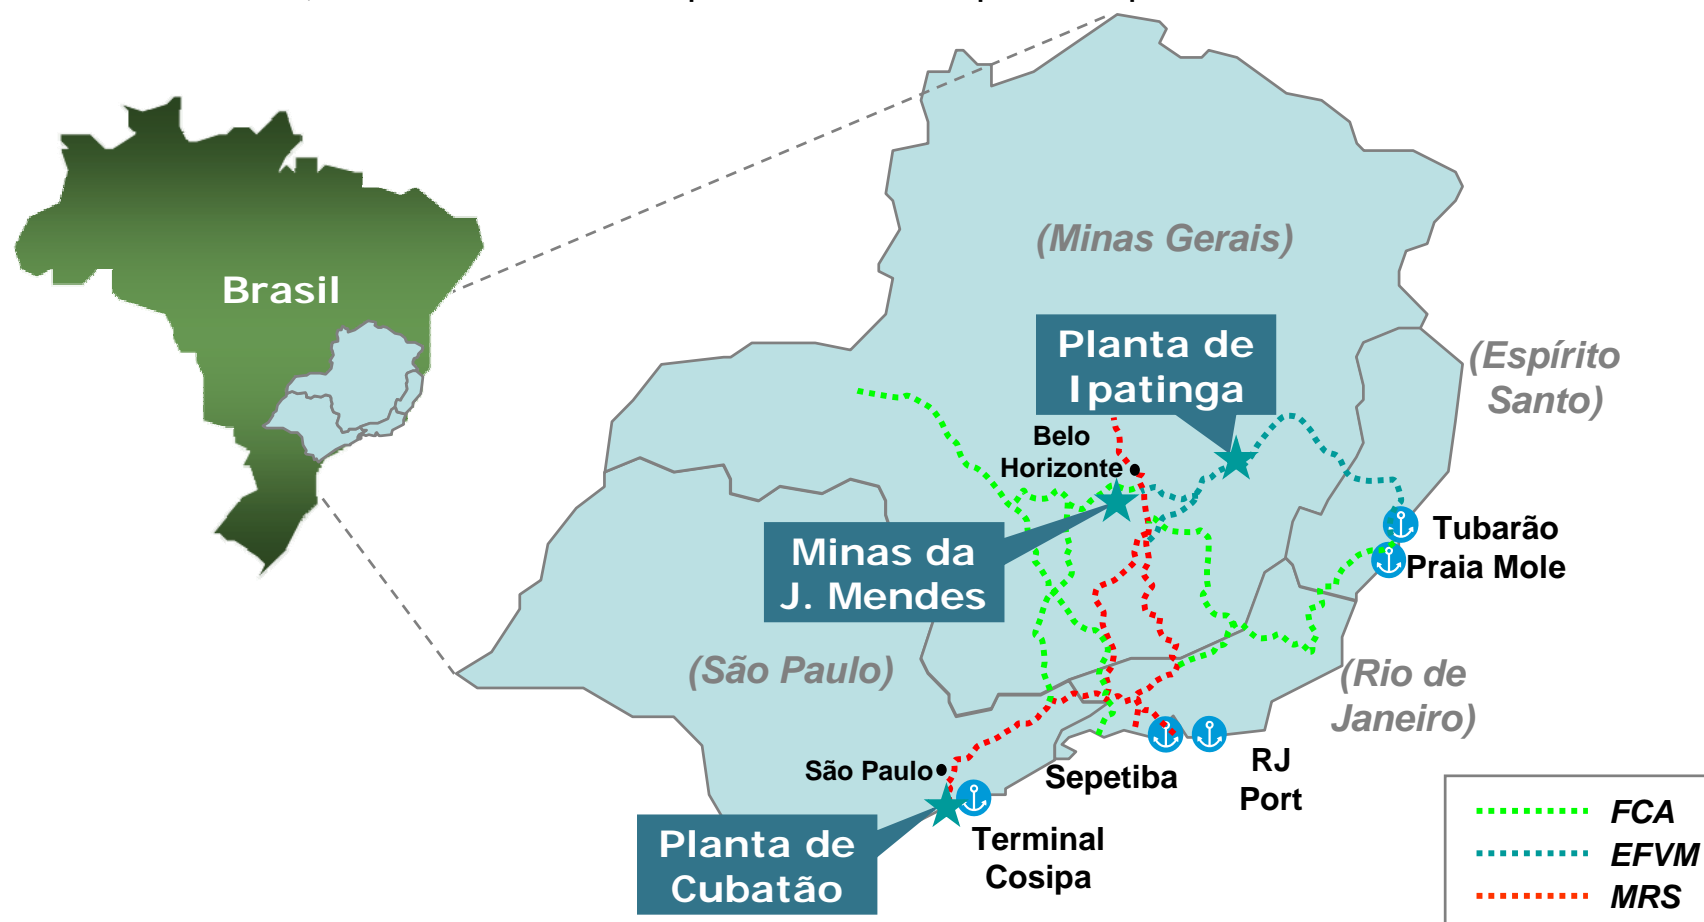 Brasil
(Minas Gerais)
Planta de
Ipatinga
(Espírito
Santo)
Belo
Horizonte
Minas da
J. Mendes
Tubarão
Praia Mole
(São Paulo)
(Rio de
Janeiro)
São Paulo
Sepetiba
RJ
Port
Planta de
Cubatão
Terminal
Cosipa
FCA
EFVM
MRS